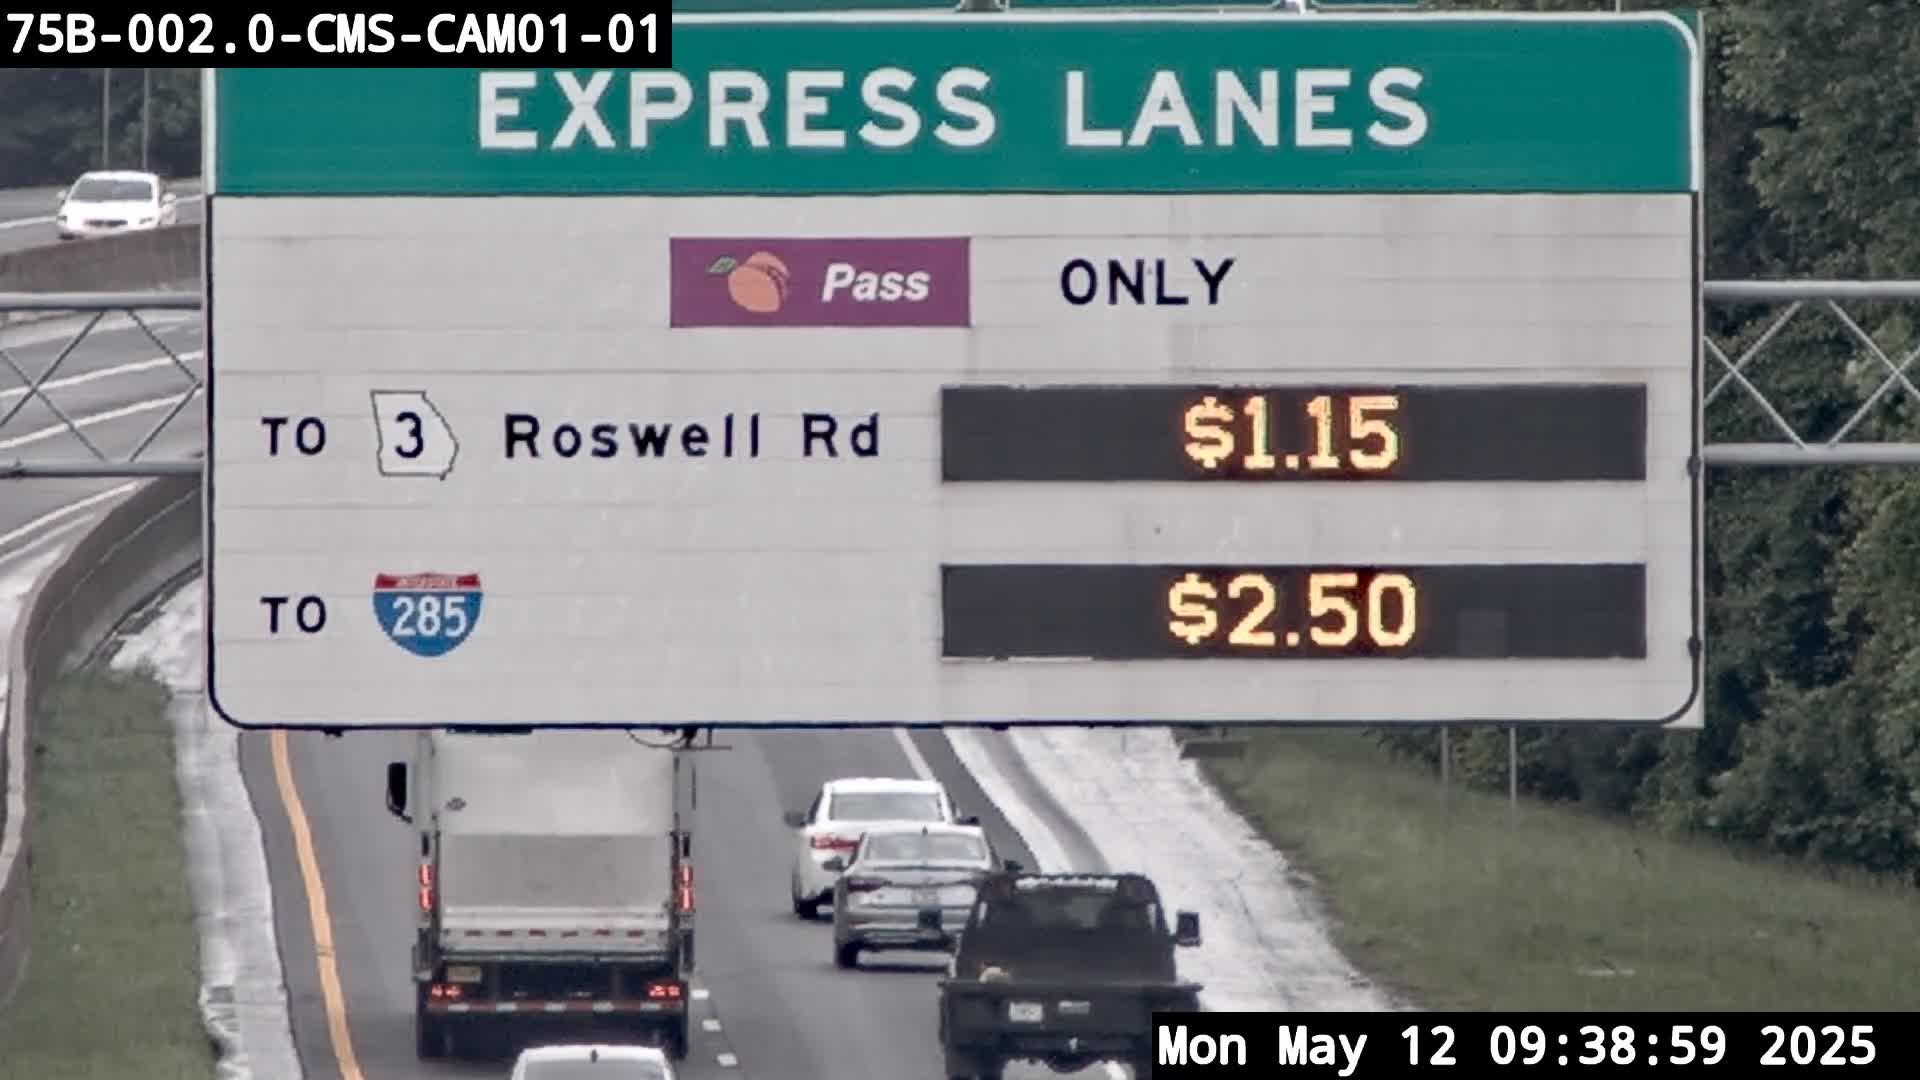 75B-002.0-CMS-CAM01-01
EXPRESS LANES
Pass ONLY
TO 3 Roswell Rd $1.15
TO INTERSTATE 285 $2.50
Mon May 12 09:38:59 2025